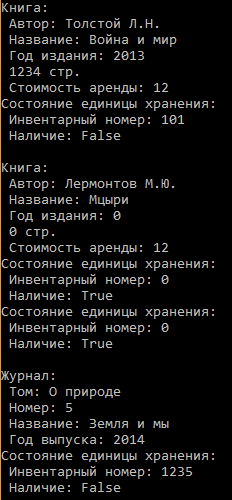 Книга:
Автор: Толстой Л.Н.
Название: Война и мир
Год издания: 2013
1234 стр.
Стоимость аренды: 12
Состояние единицы хранения:
Инвентарный номер: 101
Наличие: False
Книга:
Автор: Лермонтов М.Ю.
Название: Мцыри
Год издания: 0
0 стр.
Стоимость аренды: 12
Состояние единицы хранения:
Инвентарный номер: 0
Наличие: True
Состояние единицы хранения:
Инвентарный номер: 0
Наличие: True
Журнал:
Том: О природе
Номер: 5
Название: Земля и мы
Год выпуска: 2014
Состояние единицы хранения:
Инвентарный номер: 1235
Наличие: False